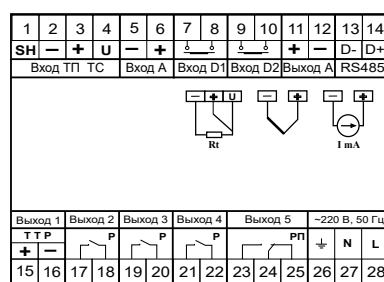 1 2 3 4 5 6 7 8 9 10 11 12 13 14
SH − + U − + + − D- D+
Вход ТП ТС Вход А Вход D1 Вход D2 Выход А RS485
− + U − + − +
Rt I mA
Выход 1 Выход 2 Выход 3 Выход 4 Выход 5 ~220 В, 50 Гц
Т Т Р Р Р Р РП N L
+ −
15 16 17 18 19 20 21 22 23 24 25 26 27 28